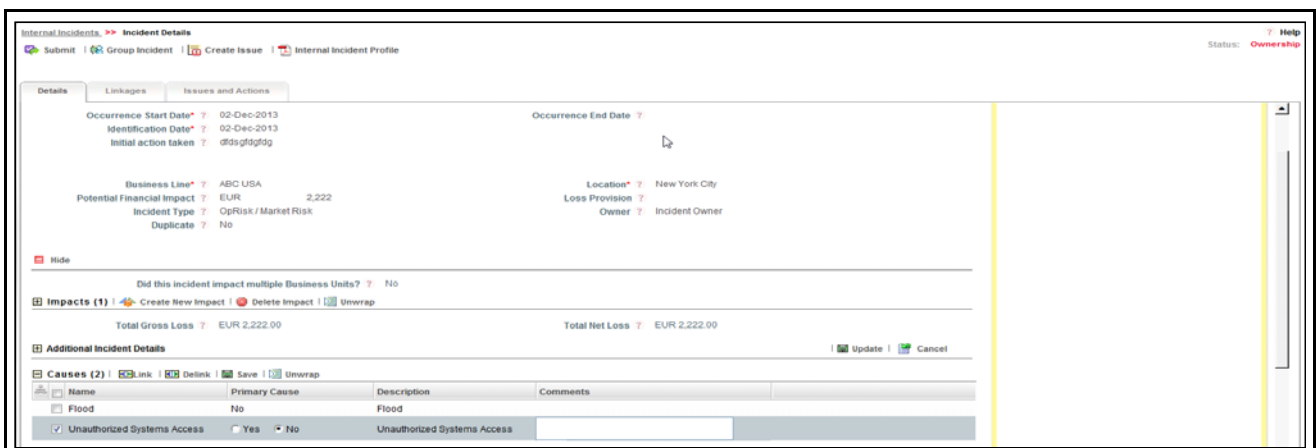 Internal Incidents >> Incident Details
? Help
Submit | Group Incident | Create Issue | Internal Incident Profile
Status: Ownership
Details Linkages Issues and Actions
Occurrence Start Date* ? 02-Dec-2013 Occurrence End Date ?
Identification Date* ? 02-Dec-2013
Initial action taken ? dfdsgfdgfdg
Business Line* ? ABC USA Location* ? New York City
Potential Financial Impact ? EUR 2,222 Loss Provision ?
Incident Type ? OpRisk / Market Risk Owner ? Incident Owner
Duplicate ? No
Hide
Did this incident impact multiple Business Units? ? No
Impacts (1) | Create New Impact | Delete Impact | Unwrap
Total Gross Loss ? EUR 2,222.00 Total Net Loss ? EUR 2,222.00
Additional Incident Details | Update | Cancel
Causes (2) | Link | Delink | Save | Unwrap
Name Primary Cause Description Comments
Flood No Flood
Unauthorized Systems Access Yes No Unauthorized Systems Access